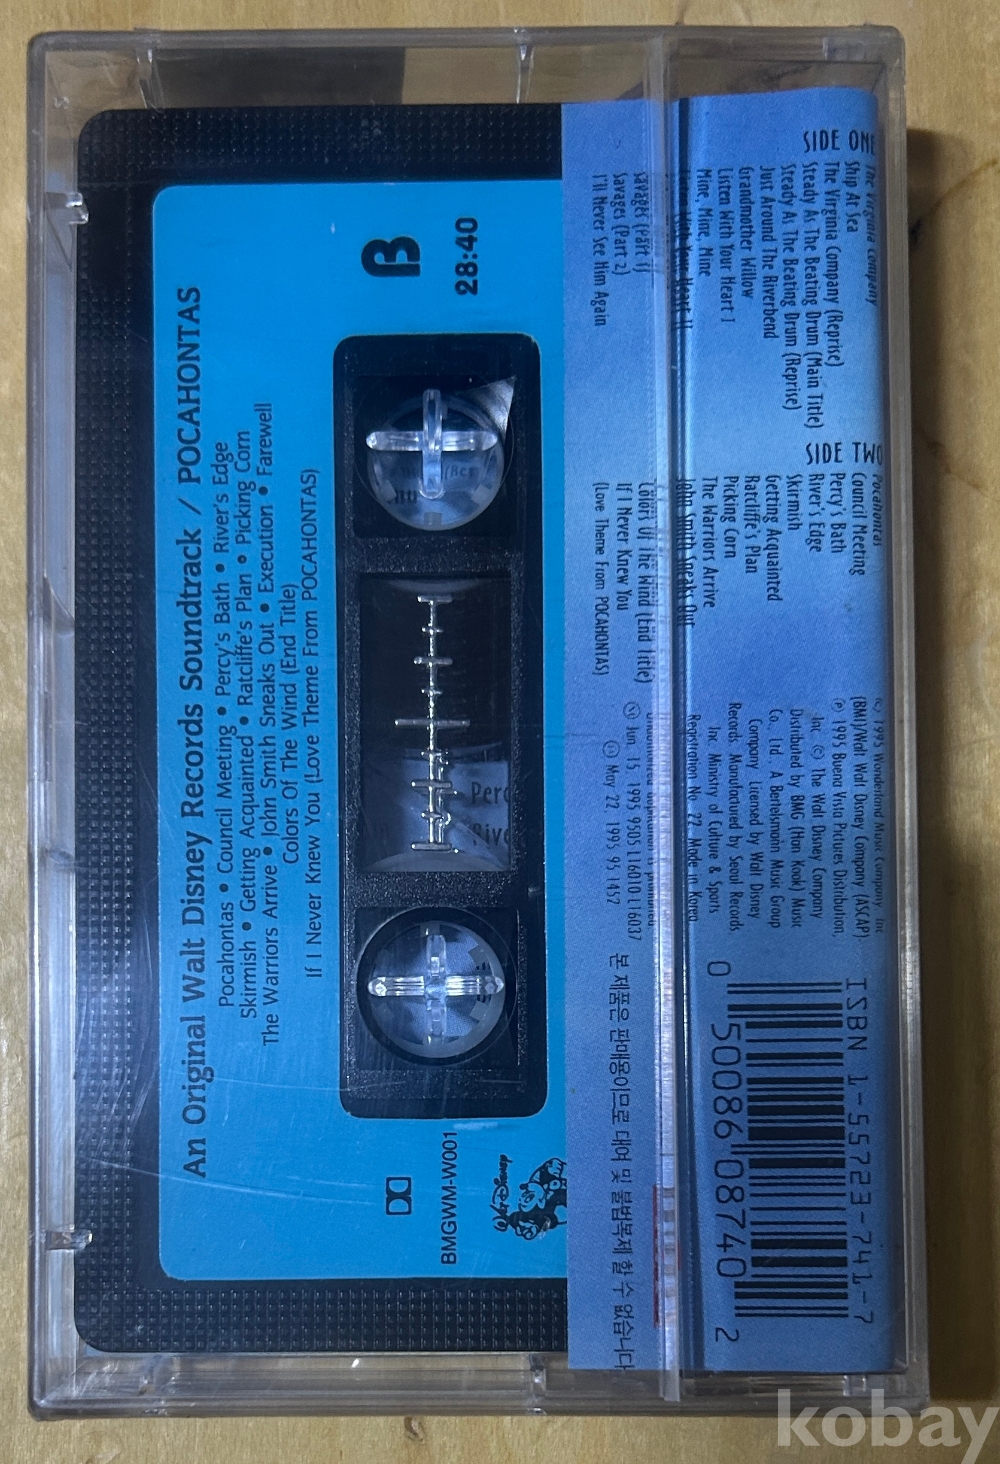 An Original Walt Disney Records Soundtrack / POCAHONTAS
Pocahontas • Council Meeting • Percy's Bath • River's Edge
Skirmish • Getting Acquainted • Ratcliffe's Plan • Picking Corn
The Warriors Arrive • John Smith Sneaks Out • Execution • Farewell
Colors Of The Wind (End Title)
If I Never Knew You (Love Theme From POCAHONTAS)
B
28:40
BMGWM-W001
Walt Disney
SIDE ONE
The Virginia Company
Ship At Sea
The Virginia Company (Reprise)
Steady As The Beating Drum (Main Title)
Steady As The Beating Drum (Reprise)
Just Around The Riverbend
Grandmother Willow
Listen With Your Heart I
Mine, Mine, Mine
Listen With Your Heart II
Savages (Part 1)
Savages (Part 2)
I'll Never See Him Again
SIDE TWO
Pocahontas
Council Meeting
Percy's Bath
River's Edge
Skirmish
Getting Acquainted
Ratcliffe's Plan
Picking Corn
The Warriors Arrive
John Smith Sneaks Out
Colors Of The Wind (End Title)
If I Never Knew You
(Love Theme From POCAHONTAS)
(c) 1995 Wonderland Music Company, Inc
(BMI)/Walt Walt Disney Company (ASCAP)
℗ 1995 Buena Vista Pictures Distribution,
Inc © The Walt Disney Company
Distributed by BMG (Han Kook) Music
Co. Ltd. A Bertelsmann Music Group
Company. Licensed by Walt Disney
Records. Manufactured by Seoul Records
Inc. Ministry of Culture & Sports
Registration No. 22. Made in Korea
Jun. 15 1995 9505 L16D10 L16037
May 22 1995 95 1457
본 제품은 판매용이므로 대여 및 불법복제 할 수 없습니다
ISBN 1-55723-741-7
0 50086 08740 2
kobay